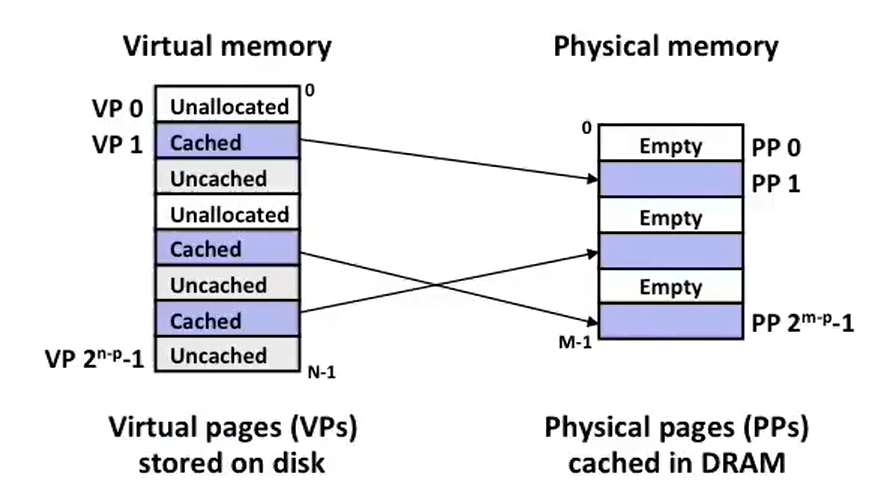 Virtual memory
Physical memory
0
VP 0
Unallocated
VP 1
Cached
Uncached
Unallocated
Cached
Uncached
Cached
VP 2ⁿ⁻ᵖ-1
Uncached
N-1
0
Empty
PP 0
PP 1
Empty
Empty
PP 2ᵐ⁻ᵖ-1
M-1
Virtual pages (VPs)
stored on disk
Physical pages (PPs)
cached in DRAM